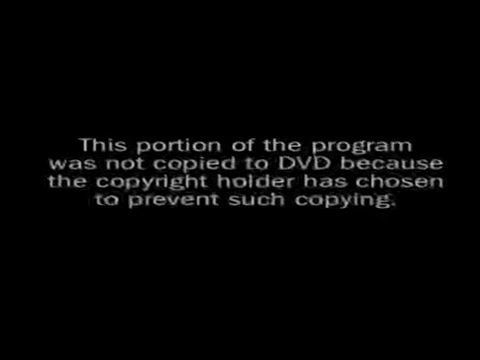 This portion of the program
was not copied to DVD because
the copyright holder has chosen
to prevent such copying.